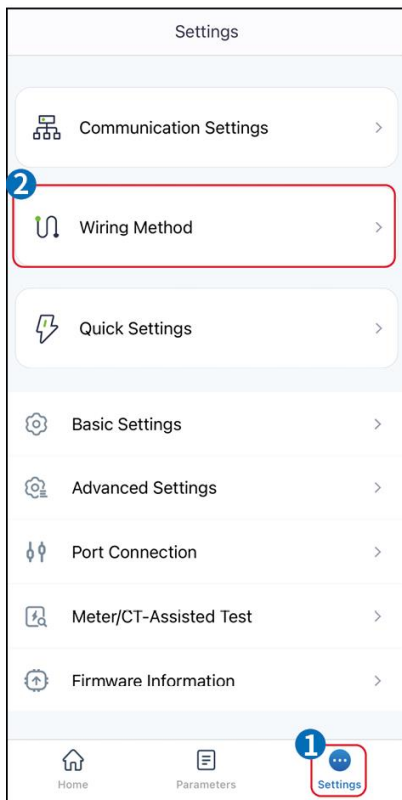 Settings
Communication Settings
2
Wiring Method
Quick Settings
Basic Settings
Advanced Settings
Port Connection
Meter/CT-Assisted Test
Firmware Information
1
Home
Parameters
Settings